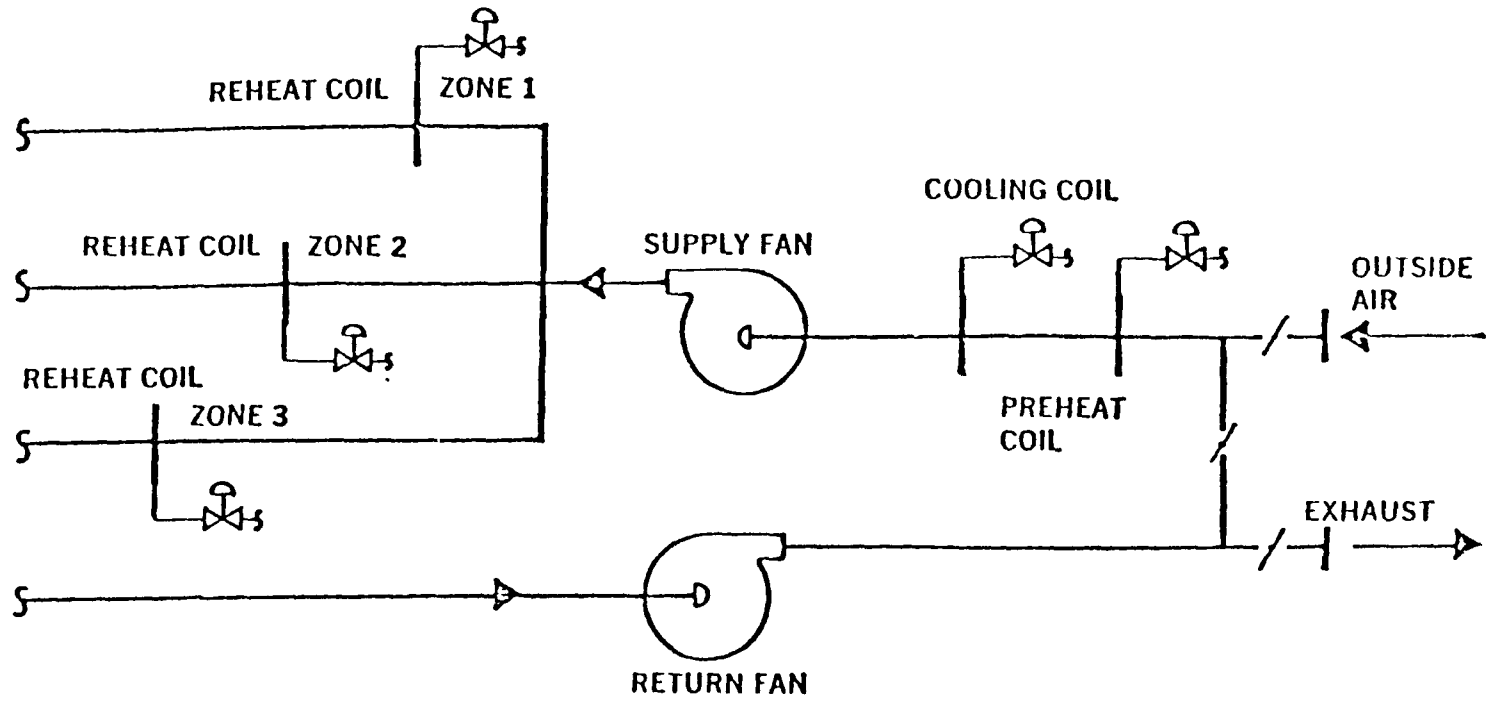 REHEAT COIL
ZONE 1
REHEAT COIL
ZONE 2
REHEAT COIL
ZONE 3
SUPPLY FAN
COOLING COIL
PREHEAT
COIL
OUTSIDE
AIR
EXHAUST
RETURN FAN